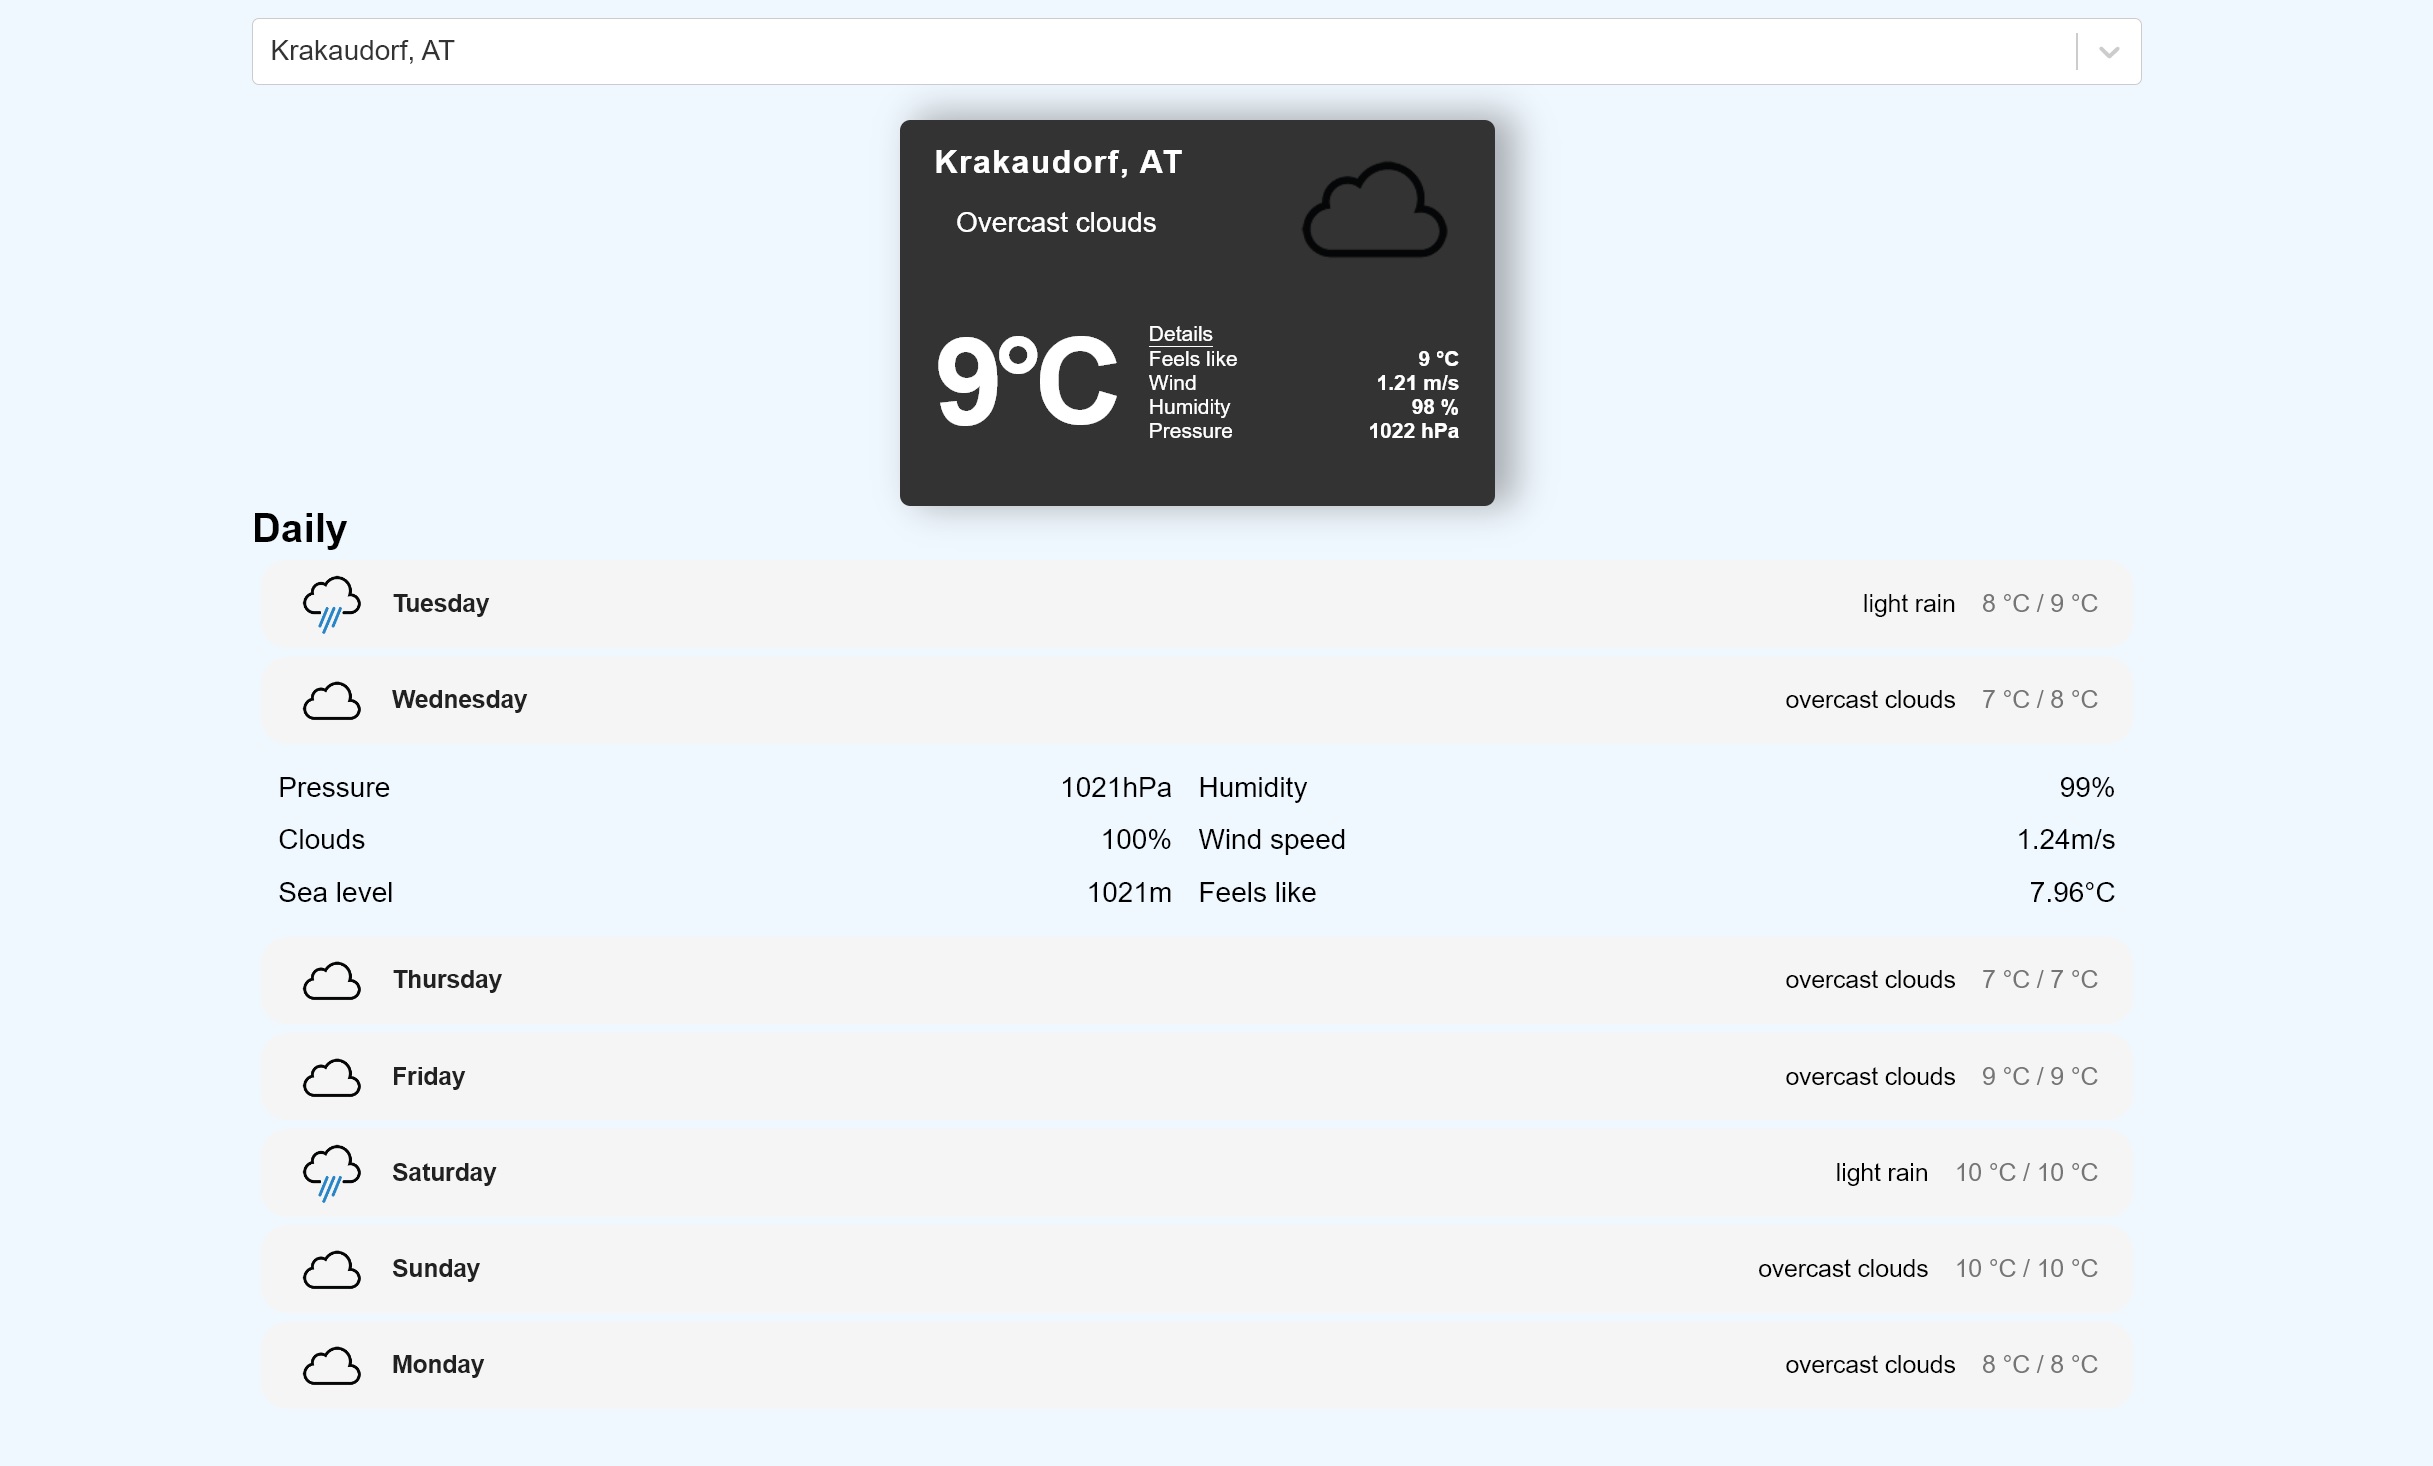 Krakaudorf, AT
Krakaudorf, AT
Overcast clouds
9°C
Details
Feels like 9 °C
Wind 1.21 m/s
Humidity 98 %
Pressure 1022 hPa
Daily
Tuesday light rain 8 °C / 9 °C
Wednesday overcast clouds 7 °C / 8 °C
Pressure 1021hPa Humidity 99%
Clouds 100% Wind speed 1.24m/s
Sea level 1021m Feels like 7.96°C
Thursday overcast clouds 7 °C / 7 °C
Friday overcast clouds 9 °C / 9 °C
Saturday light rain 10 °C / 10 °C
Sunday overcast clouds 10 °C / 10 °C
Monday overcast clouds 8 °C / 8 °C